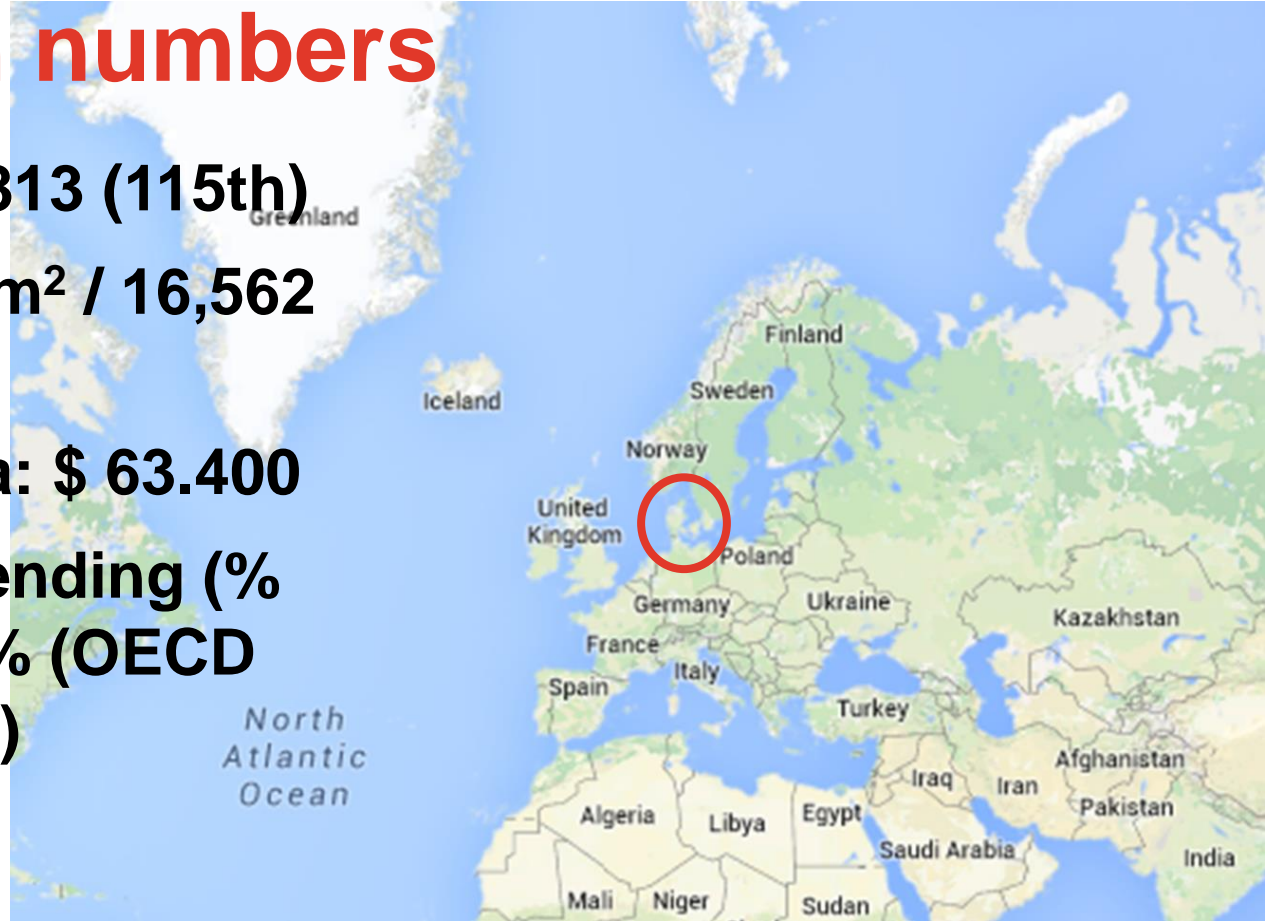 numbers
813 (115th)
Greenland
m² / 16,562
Finland
Sweden
Iceland
Norway
a: $ 63.400
United
Kingdom
ending (%
Poland
Germany
Ukraine
Kazakhstan
France
% (OECD
Italy
Spain
Turkey
)
North
Atlantic
Ocean
Afghanistan
Iraq
Iran
Pakistan
Algeria
Libya
Egypt
Saudi Arabia
India
Mali
Niger
Sudan